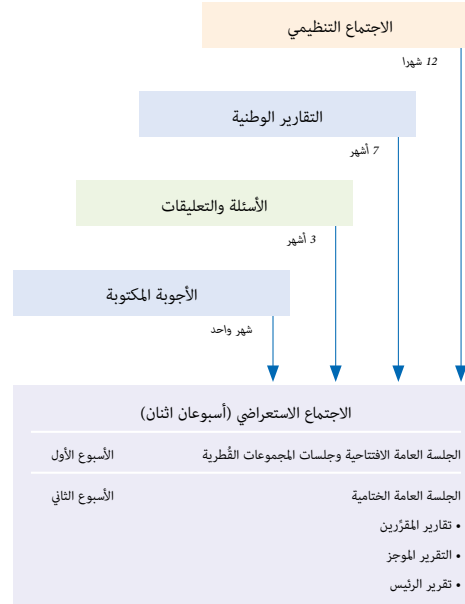 الاجتماع التنظيمي
12 شهرا
التقارير الوطنية
7 أشهر
الأسئلة والتعليقات
3 أشهر
الأجوبة المكتوبة
شهر واحد
الاجتماع الاستعراضي (أسبوعان اثنان)
الجلسة العامة الافتتاحية وجلسات المجموعات القُطرية الأسبوع الأول
الجلسة العامة الختامية الأسبوع الثاني
• تقارير المقرِّرين
• التقرير الموجز
• تقرير الرئيس